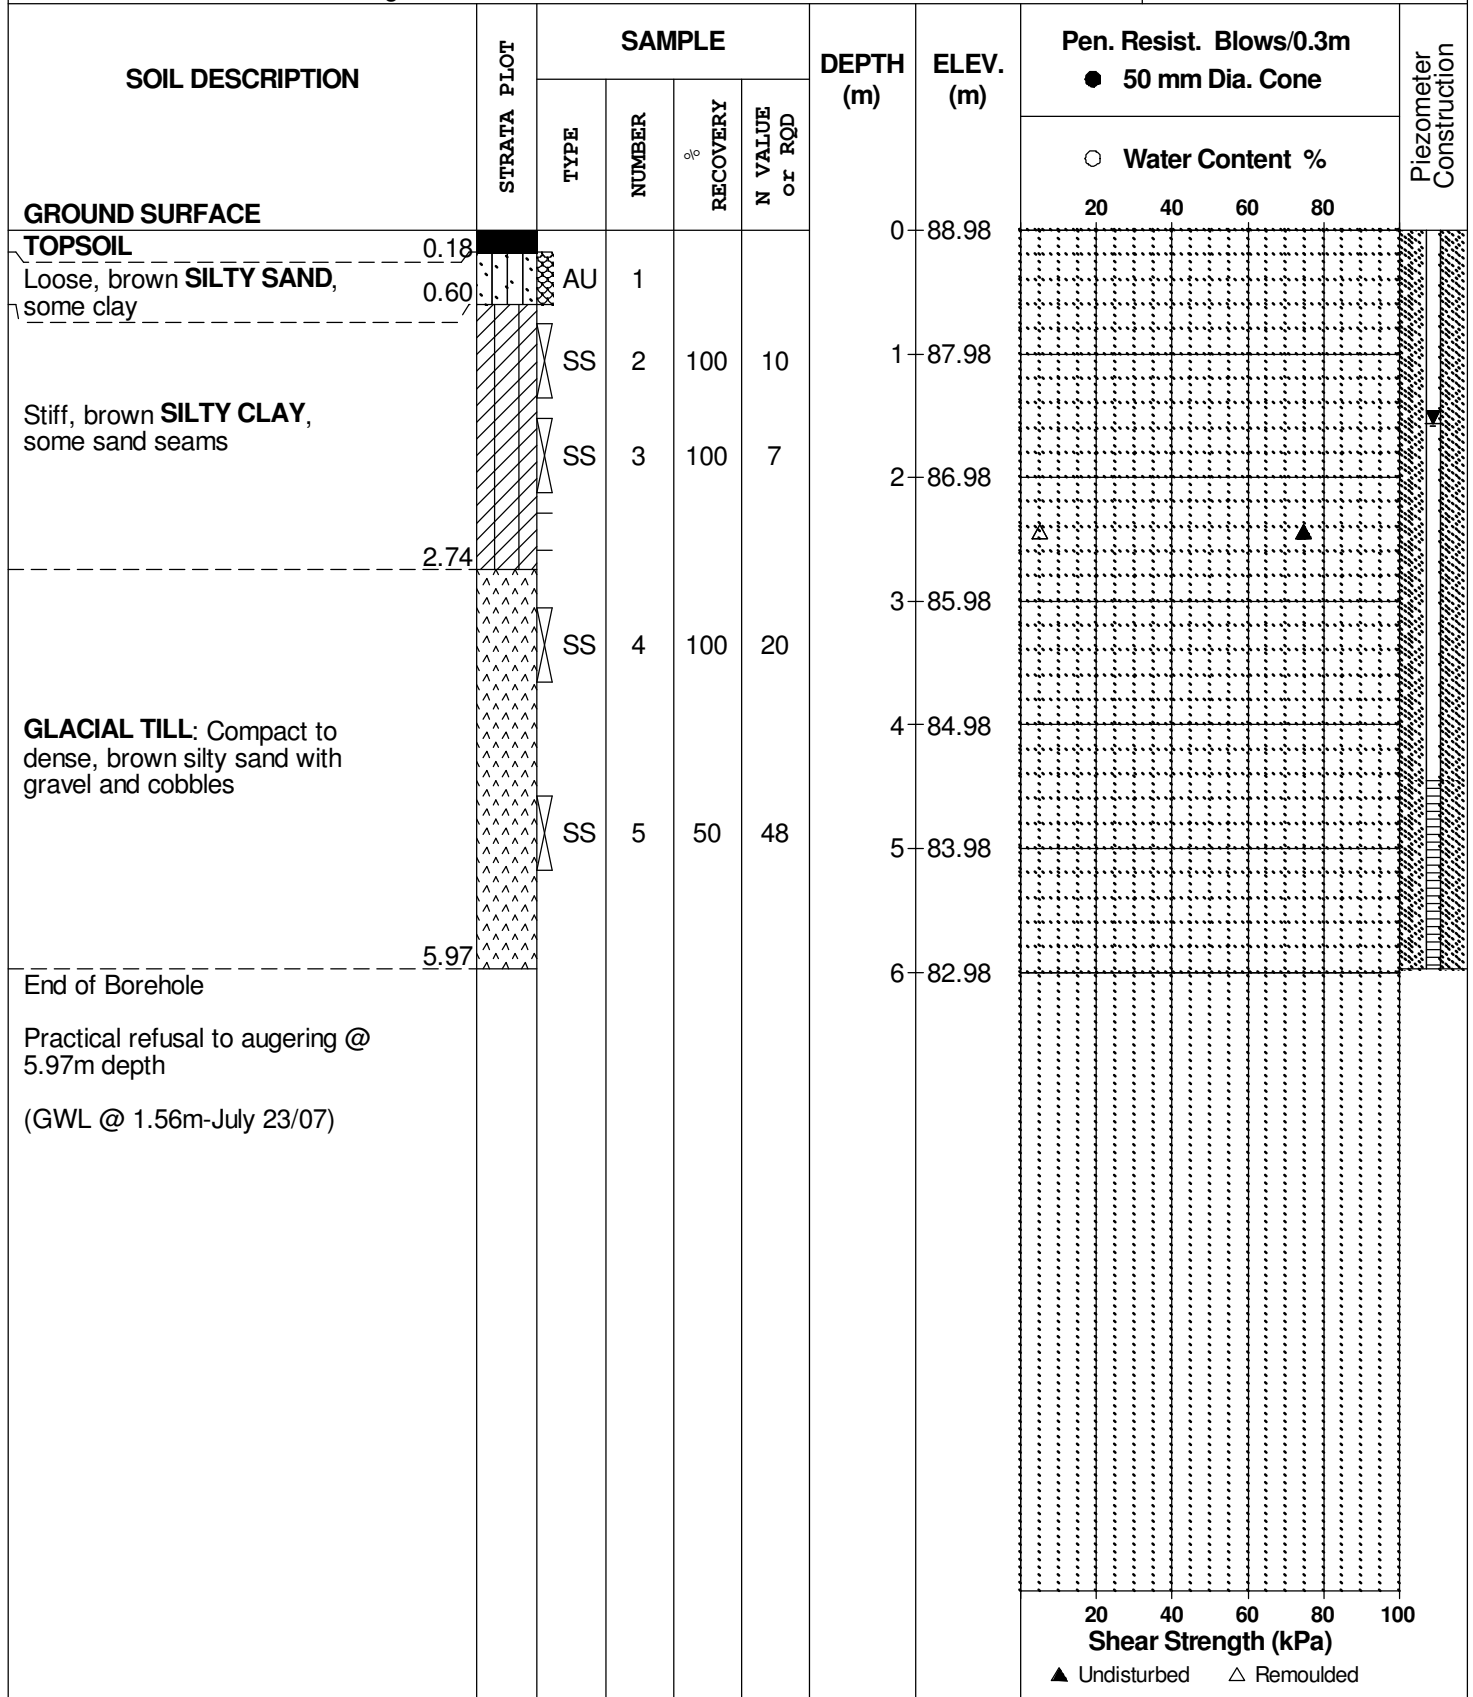 SOIL DESCRIPTION
STRATA PLOT
SAMPLE
TYPE
NUMBER
%
RECOVERY
N VALUE
or RQD
DEPTH
(m)
ELEV.
(m)
Pen. Resist. Blows/0.3m
● 50 mm Dia. Cone
○ Water Content %
Piezometer
Construction
20 40 60 80
GROUND SURFACE
0 88.98
TOPSOIL 0.18
Loose, brown SILTY SAND,
some clay 0.60
AU 1
SS 2 100 10
1 87.98
Stiff, brown SILTY CLAY,
some sand seams
SS 3 100 7
2 86.98
2.74
3 85.98
SS 4 100 20
GLACIAL TILL: Compact to
dense, brown silty sand with
gravel and cobbles
4 84.98
SS 5 50 48
5 83.98
5.97
6 82.98
End of Borehole
Practical refusal to augering @
5.97m depth
(GWL @ 1.56m-July 23/07)
20 40 60 80 100
Shear Strength (kPa)
▲ Undisturbed △ Remoulded